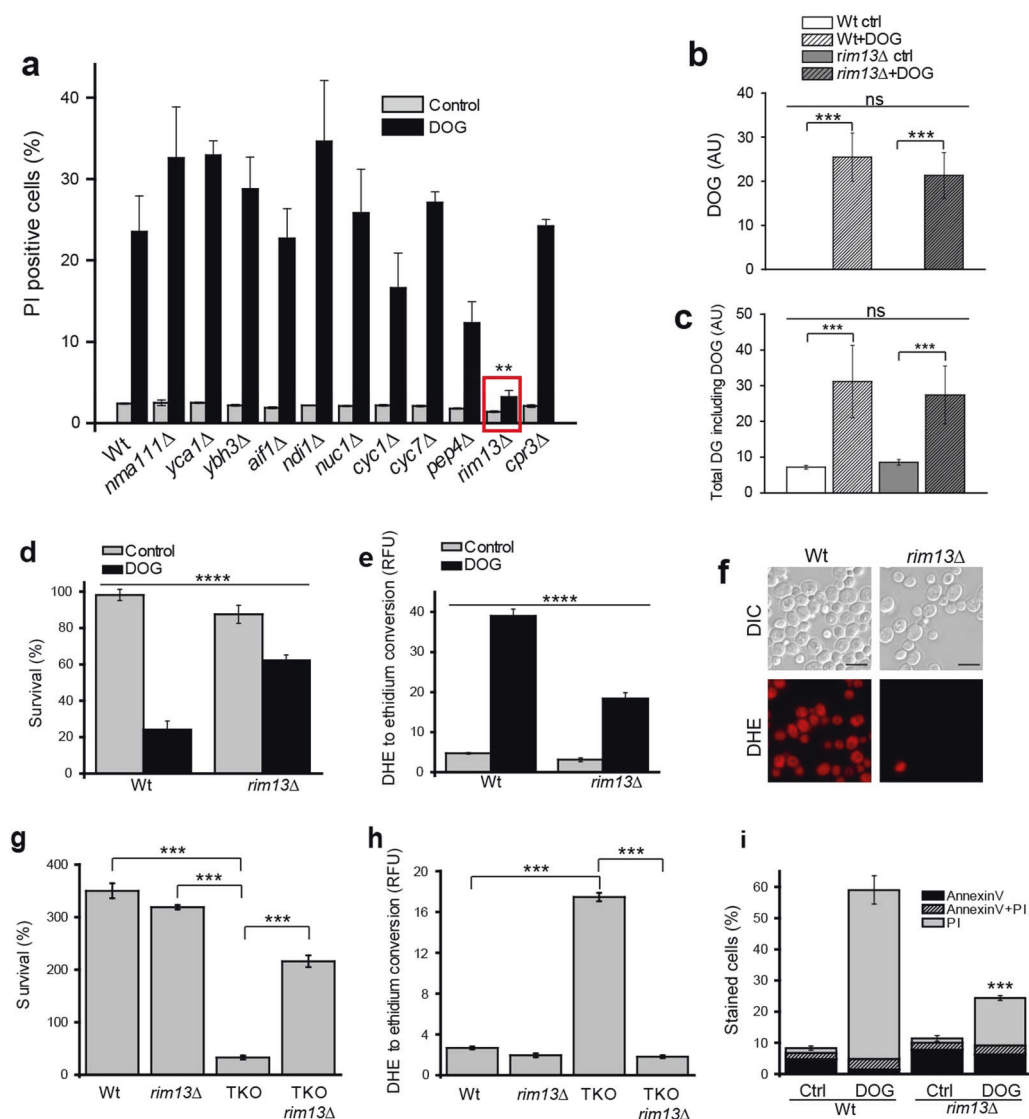 a
PI positive cells (%)
40
30
20
10
0
Control
DOG
**
Wt
nma111Δ
yca1Δ
ybh3Δ
aif1Δ
ndi1Δ
nuc1Δ
cyc1Δ
cyc7Δ
pep4Δ
rim13Δ
cpr3Δ
Wt ctrl
Wt+DOG
rim13Δ ctrl
rim13Δ+DOG
b
DOG (AU)
40
30
20
10
0
ns
***
***
c
Total DG including DOG (AU)
50
40
30
20
10
0
ns
***
***
d
Control
DOG
Survival (%)
100
80
60
40
20
0
****
Wt
rim13Δ
e
Control
DOG
DHE to ethidium conversion (RFU)
40
20
0
****
Wt
rim13Δ
f
Wt
rim13Δ
DIC
DHE
g
Survival (%)
400
300
200
100
0
***
***
***
Wt
rim13Δ
TKO
TKO
rim13Δ
h
DHE to ethidium conversion (RFU)
20
16
12
8
4
0
***
***
Wt
rim13Δ
TKO
TKO
rim13Δ
i
Stained cells (%)
60
50
40
30
20
10
0
AnnexinV
AnnexinV+PI
PI
***
Ctrl DOG Ctrl DOG
Wt rim13Δ